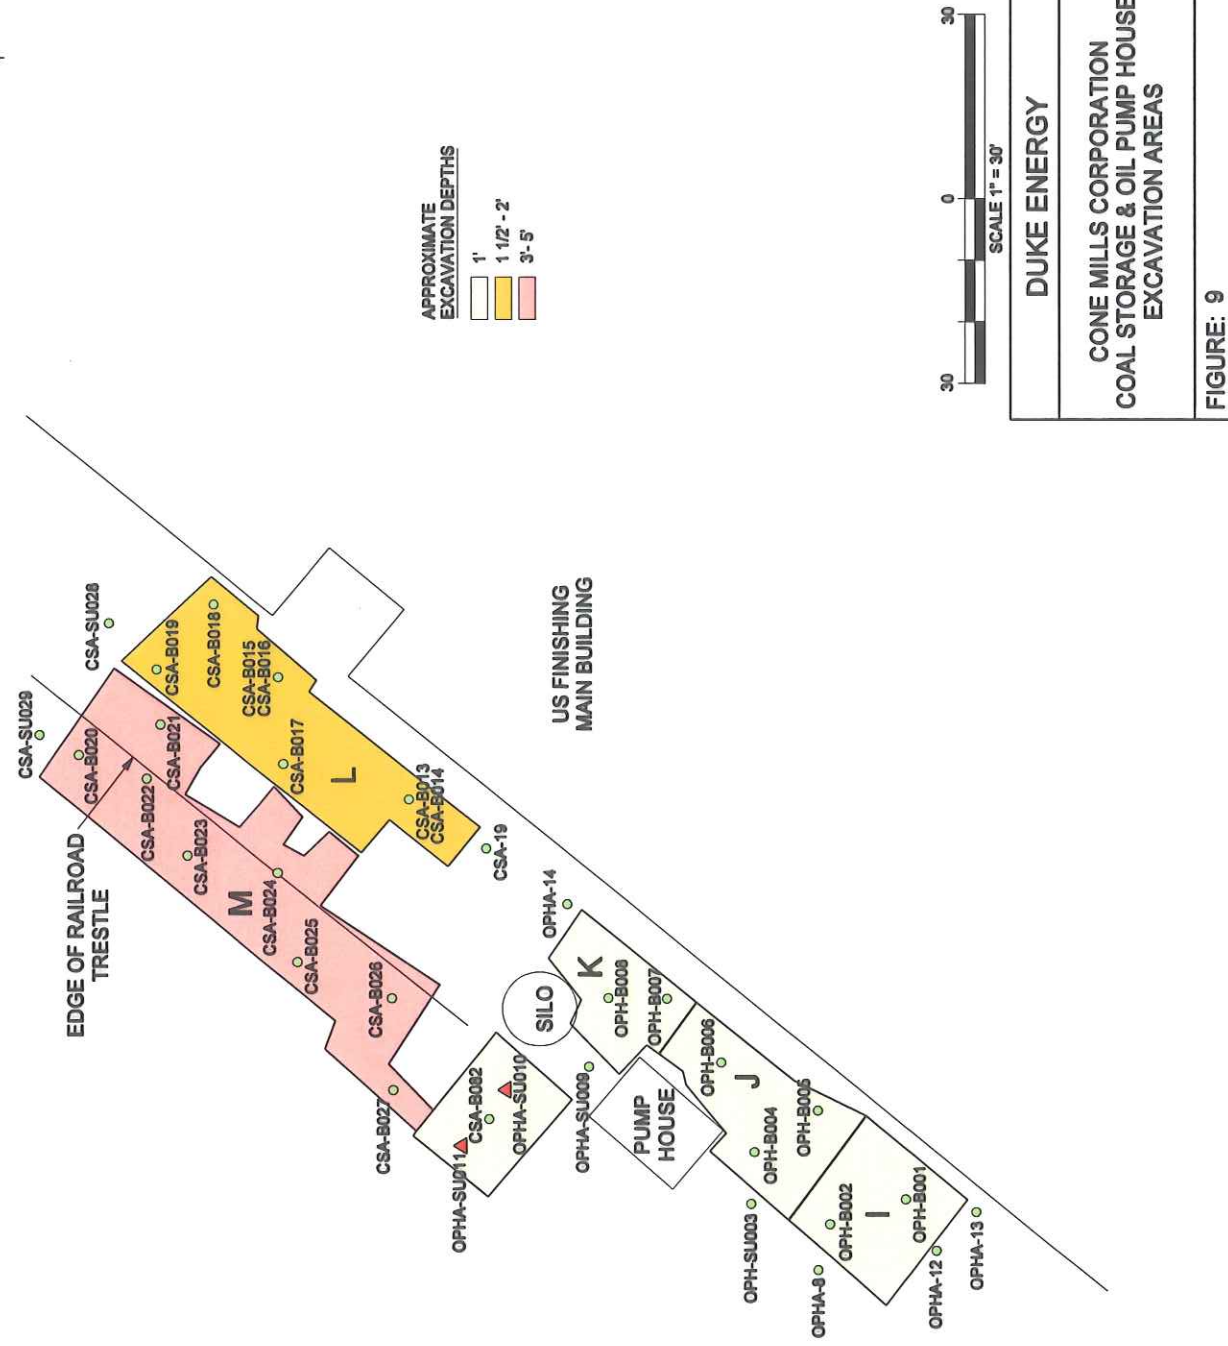 CSA-SU029
CSA-SU028
CSA-B020
CSA-B021
CSA-B019
CSA-B018
CSA-B015
CSA-B016
CSA-B022
CSA-B023
CSA-B017
L
CSA-B013
CSA-B014
CSA-19
EDGE OF RAILROAD
TRESTLE
M
CSA-B024
CSA-B025
CSA-B026
CSA-B027
OPHA-14
SILO
K
OPH-B008
OPH-B007
CSA-B082
OPHA-SU010
OPHA-SU011
OPHA-SU009
PUMP
HOUSE
OPH-B006
J
OPH-B004
OPH-B005
OPH-SU003
OPH-B002
I
OPH-B001
OPHA-8
OPHA-12
OPHA-13
US FINISHING
MAIN BUILDING
APPROXIMATE
EXCAVATION DEPTHS
1'
1 1/2' - 2'
3'- 5'
30 0 30
SCALE 1" = 30'
DUKE ENERGY
CONE MILLS CORPORATION
COAL STORAGE & OIL PUMP HOUSE
EXCAVATION AREAS
FIGURE: 9